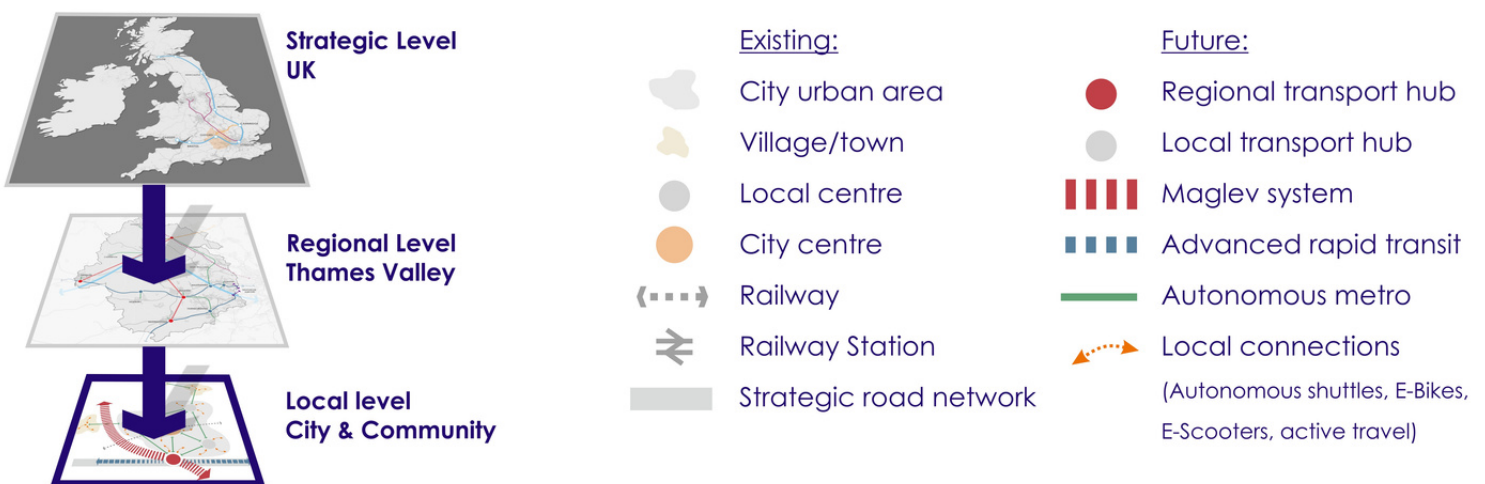 Strategic Level
UK
Regional Level
Thames Valley
Local level
City & Community
Existing:
City urban area
Village/town
Local centre
City centre
Railway
Railway Station
Strategic road network
Future:
Regional transport hub
Local transport hub
Maglev system
Advanced rapid transit
Autonomous metro
Local connections
(Autonomous shuttles, E-Bikes,
E-Scooters, active travel)